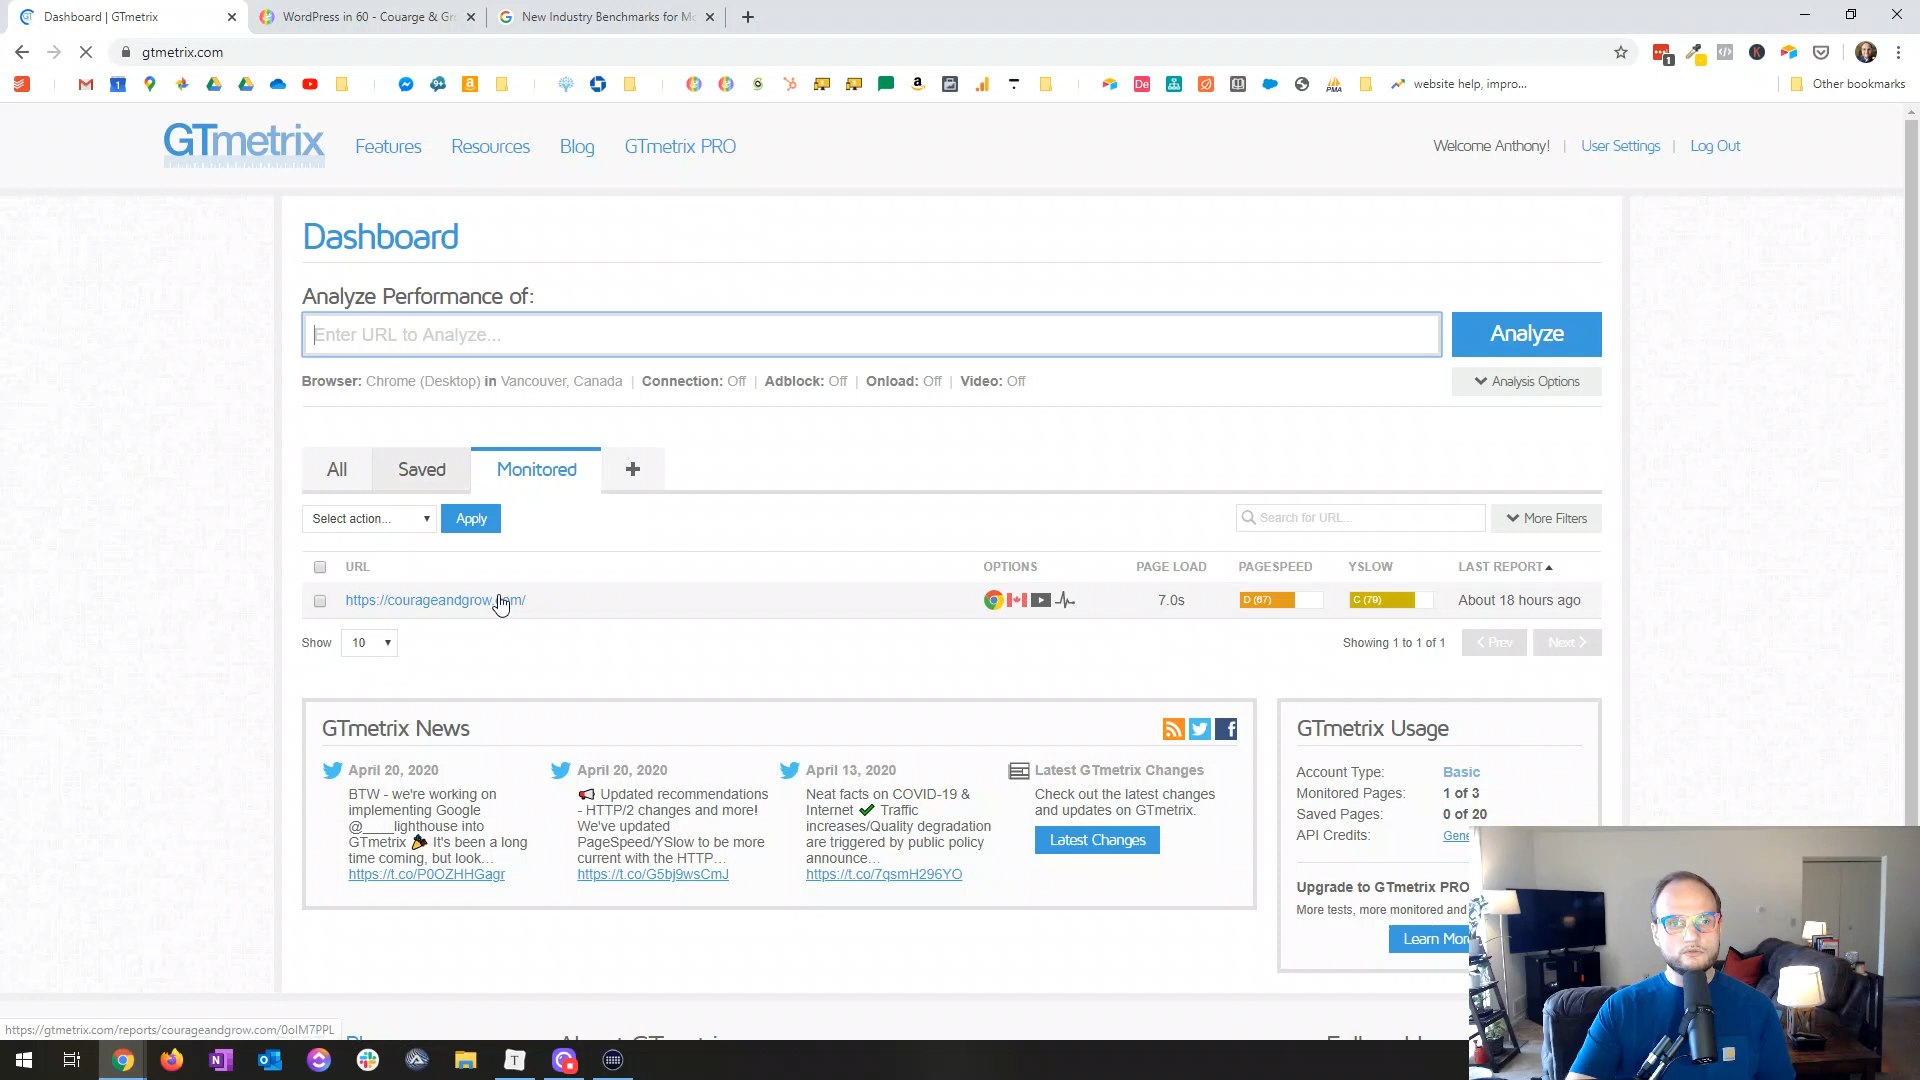 Dashboard | GTmetrix
WordPress in 60 - Couarge & Gr
New Industry Benchmarks for Mo
gtmetrix.com
website help, impro...
Other bookmarks
GTmetrix
Features
Resources
Blog
GTmetrix PRO
Welcome Anthony!
User Settings
Log Out
Dashboard
Analyze Performance of:
Enter URL to Analyze...
Analyze
Browser: Chrome (Desktop) in Vancouver, Canada | Connection: Off | Adblock: Off | Onload: Off | Video: Off
Analysis Options
All
Saved
Monitored
Select action...
Apply
Search for URL...
More Filters
URL
OPTIONS
PAGE LOAD
PAGESPEED
YSLOW
LAST REPORT
https://courageandgrow.com/
7.0s
D (67)
C (79)
About 18 hours ago
Show
10
Showing 1 to 1 of 1
Prev
Next
GTmetrix News
April 20, 2020
BTW - we're working on
implementing Google
@____lighthouse into
GTmetrix It's been a long
time coming, but look...
https://t.co/P0OZHHGagr
April 20, 2020
Updated recommendations
- HTTP/2 changes and more!
We've updated
PageSpeed/YSlow to be more
current with the HTTP...
https://t.co/G5bj9wsCmJ
April 13, 2020
Neat facts on COVID-19 &
Internet Traffic
increases/Quality degradation
are triggered by public policy
announce...
https://t.co/7qsmH296YO
Latest GTmetrix Changes
Check out the latest changes
and updates on GTmetrix.
Latest Changes
GTmetrix Usage
Account Type: Basic
Monitored Pages: 1 of 3
Saved Pages: 0 of 20
API Credits: Gene
Upgrade to GTmetrix PRO
More tests, more monitored and
Learn More
https://gtmetrix.com/reports/courageandgrow.com/0oIM7PPL